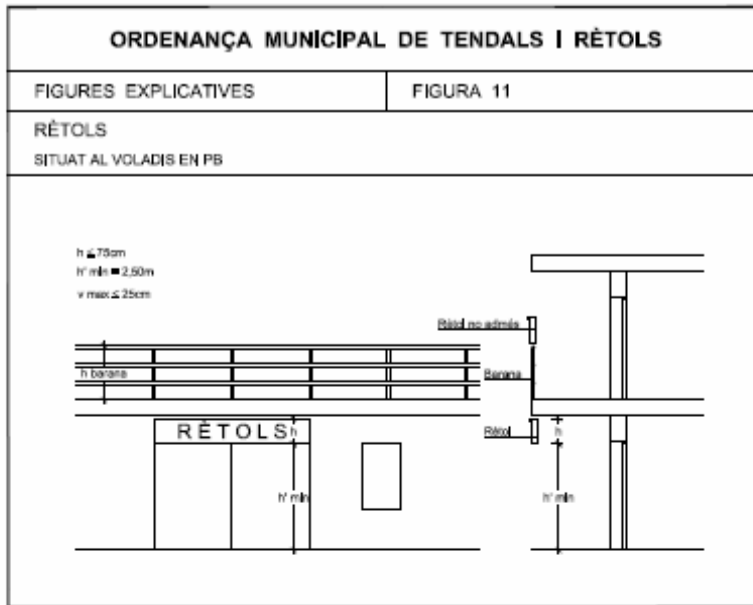 ORDENANÇA MUNICIPAL DE TENDALS I RÈTOLS
FIGURES EXPLICATIVES
FIGURA 11
RÈTOLS
SITUAT AL VOLADIS EN PB
h ≤ 75cm
h' min = 2,50m
v max ≤ 25cm
Rètol no admés
h barana
Barana
RÈTOLS
h
Rètol
h
h' min
h' min